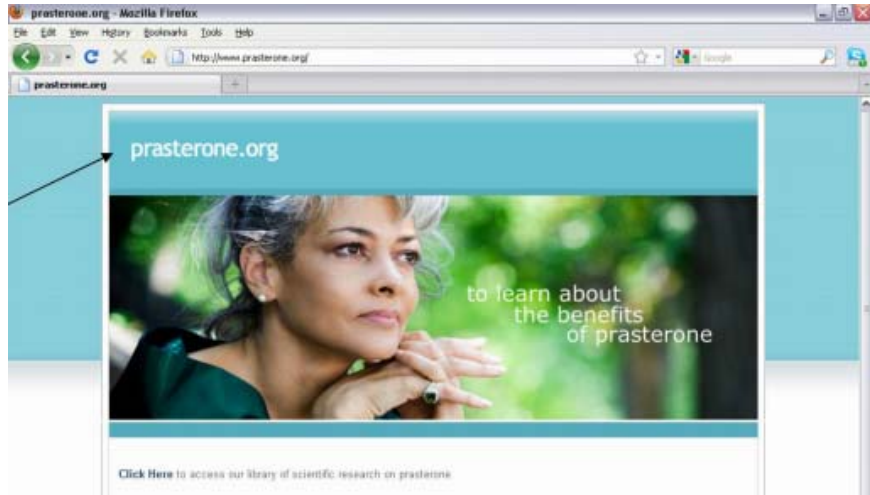 prasterone.org - Mozilla Firefox
File Edit View History Bookmarks Tools Help
http://www.prasterone.org/
Google
prasterone.org
prasterone.org
to learn about
the benefits
of prasterone
Click Here to access our library of scientific research on prasterone